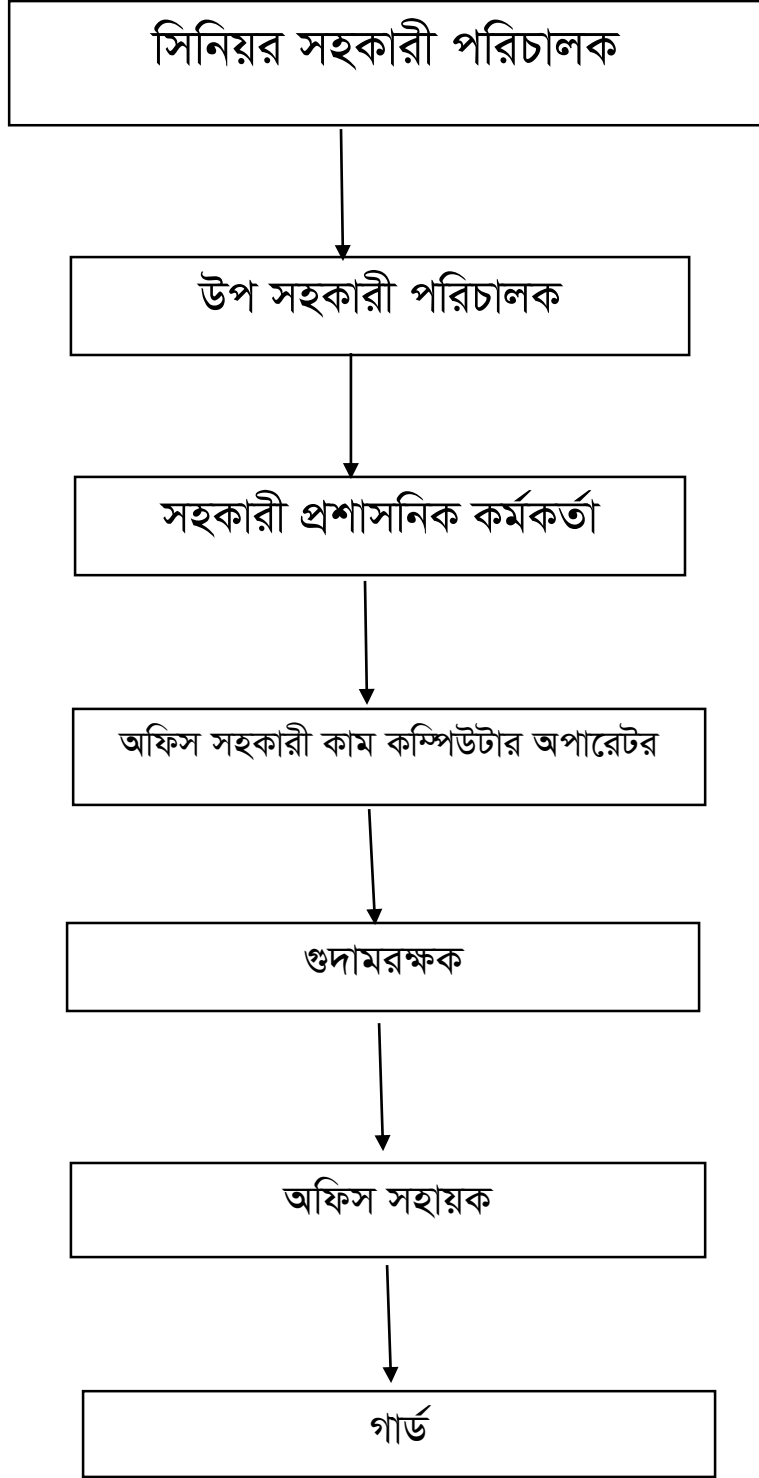 সিনিয়র সহকারী পরিচালক
উপ সহকারী পরিচালক
সহকারী প্রশাসনিক কর্মকর্তা
অফিস সহকারী কাম কম্পিউটার অপারেটর
গুদামরক্ষক
অফিস সহায়ক
গার্ড